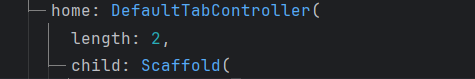 home: DefaultTabController(
length: 2,
child: Scaffold(